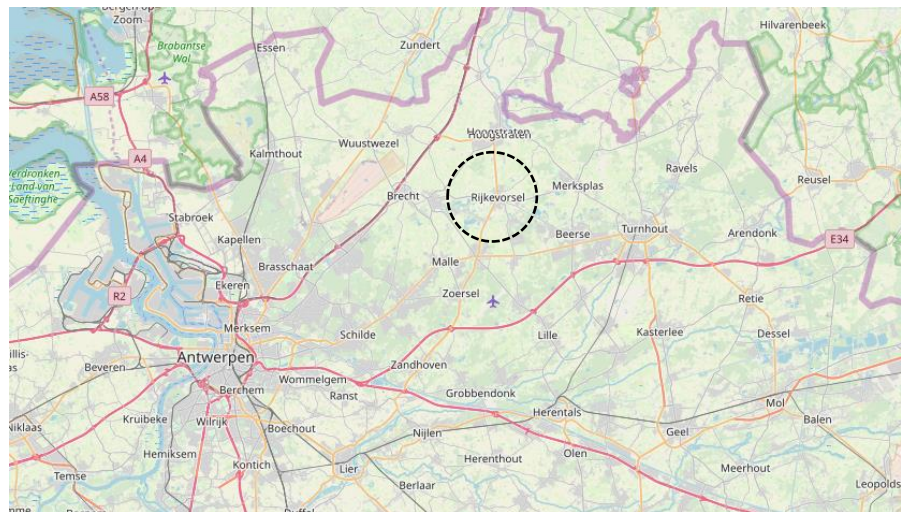 Bergen op
Zoom
Brabantse
Wal
Essen
Zundert
Hilvarenbeek
A58
Hoogstraten
Hoogstraten
A4
Kalmthout
Wuustwezel
Verdronken
Land van
Saeftinghe
Ravels
Reusel
Merksplas
Brecht
Rijkevorsel
Stabroek
Kapellen
Beerse
Turnhout
Arendonk
E34
Brasschaat
Malle
Ekeren
Zoersel
R2
Retie
Merksem
Schilde
Lille
Kasterlee
Dessel
Antwerpen
Beveren
Zandhoven
Wommelgem
Berchem
Ranst
Grobbendonk
Mol
Herentals
Kruibeke
Wilrijk
Boechout
Nijlen
Geel
Balen
Hemiksem
Kontich
Lier
Herenthout
Olen
Meerhout
Temse
Berlaar
Leopolds